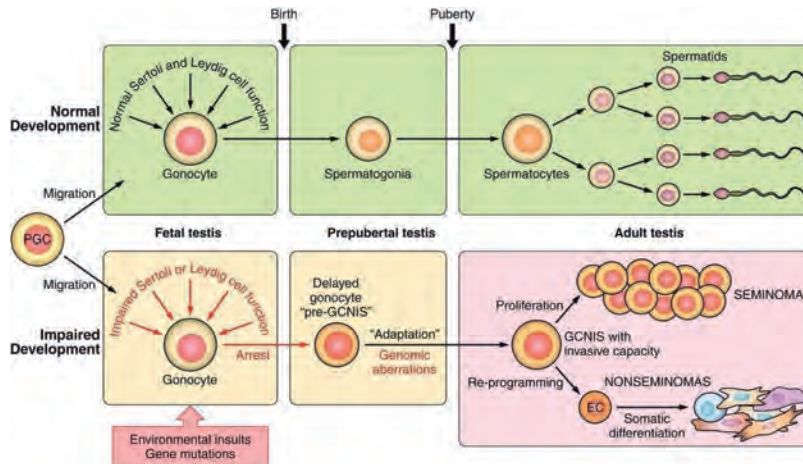 Birth
Puberty
Normal
Development
Normal Sertoli and Leydig cell function
Gonocyte
Spermatogonia
Spermatocytes
Spermatids
Migration
PGC
Fetal testis
Prepubertal testis
Adult testis
Migration
Impaired
Development
Impaired Sertoli or Leydig cell function
Gonocyte
Arrest
Delayed
gonocyte
"pre-GCNIS"
"Adaptation"
Genomic
aberrations
Proliferation
SEMINOMA
GCNIS with
invasive capacity
Re-programming
NONSEMINOMAS
EC
Somatic
differentiation
Environmental insults
Gene mutations